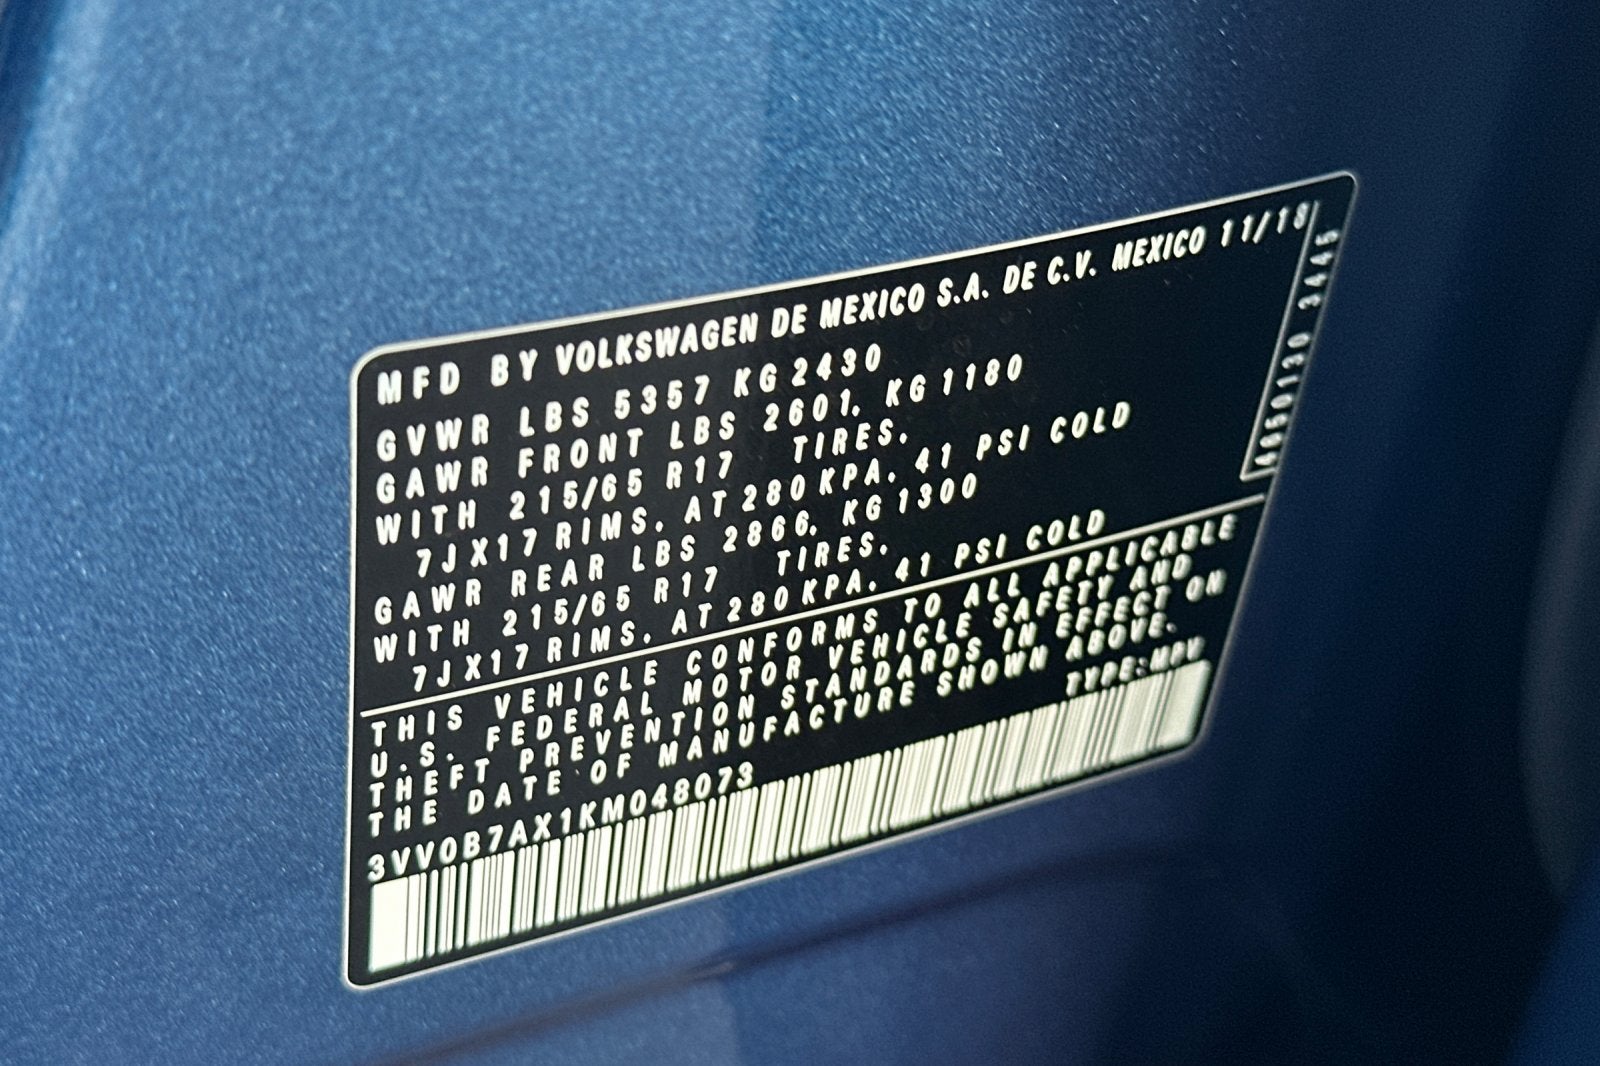 MFD BY VOLKSWAGEN DE MEXICO S.A. DE C.V. MEXICO 11/18
GVWR LBS 5357 KG 2430
GAWR FRONT LBS 2601. KG 1180
WITH 215/65 R17 TIRES.
7JX17 RIMS. AT 280 KPA. 41 PSI COLD
GAWR REAR LBS 2866. KG 1300
WITH 215/65 R17 TIRES.
7JX17 RIMS. AT 280 KPA. 41 PSI COLD
THIS VEHICLE CONFORMS TO ALL APPLICABLE
U.S. FEDERAL MOTOR VEHICLE SAFETY AND
THEFT PREVENTION STANDARDS IN EFFECT ON
THE DATE OF MANUFACTURE SHOWN ABOVE.
TYPE:MPV
3VV0B7AX1KM048073
3445